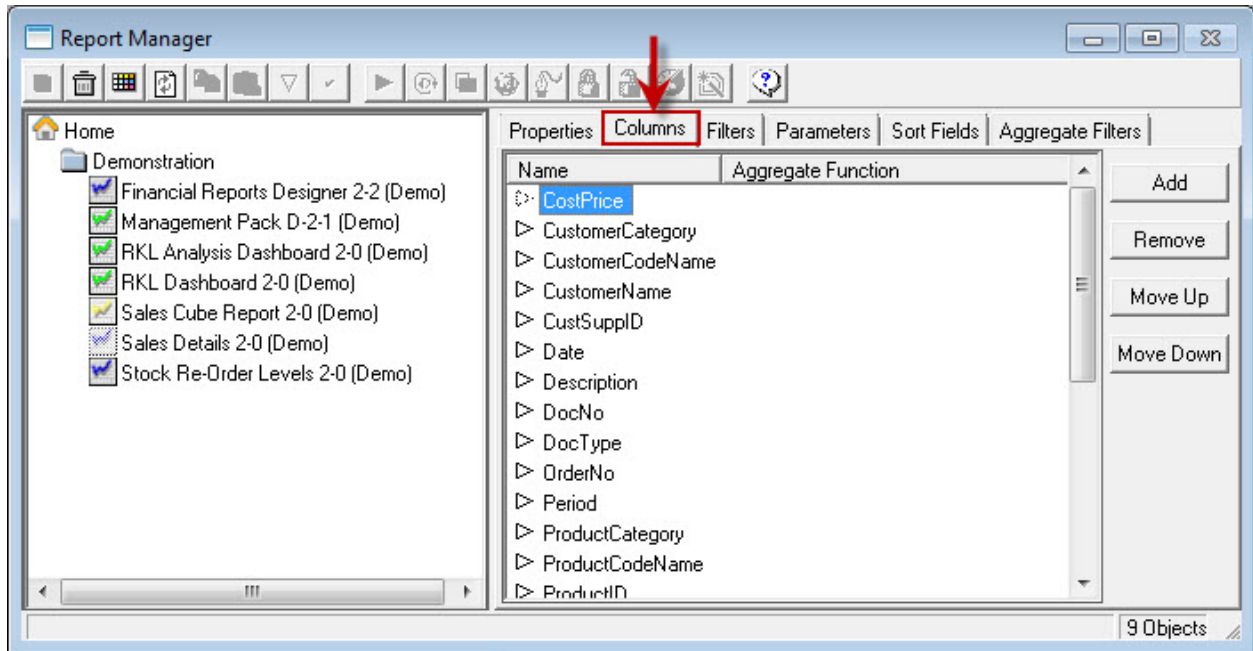 Report Manager
Home
Demonstration
Financial Reports Designer 2-2 (Demo)
Management Pack D-2-1 (Demo)
RKL Analysis Dashboard 2-0 (Demo)
RKL Dashboard 2-0 (Demo)
Sales Cube Report 2-0 (Demo)
Sales Details 2-0 (Demo)
Stock Re-Order Levels 2-0 (Demo)
Properties Columns Filters Parameters Sort Fields Aggregate Filters
Name Aggregate Function
CostPrice
CustomerCategory
CustomerCodeName
CustomerName
CustSuppID
Date
Description
DocNo
DocType
OrderNo
Period
ProductCategory
ProductCodeName
ProductID
Add
Remove
Move Up
Move Down
9 Objects